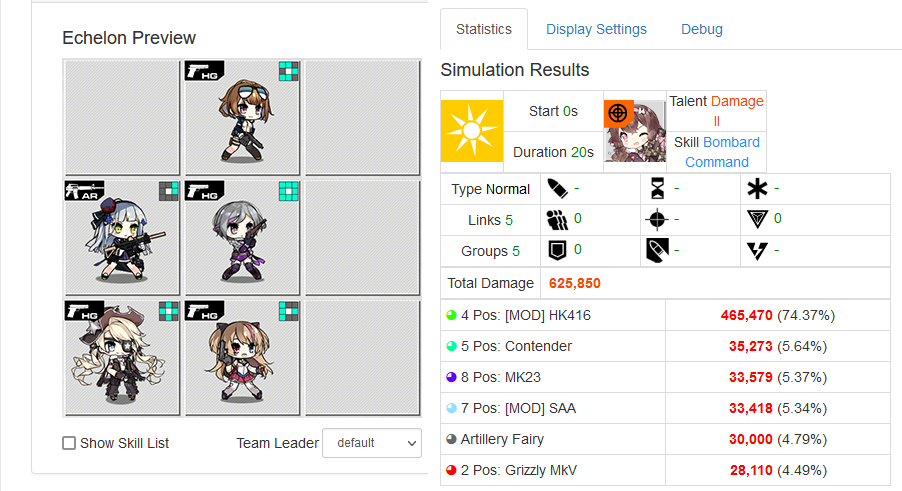 Echelon Preview
HG
AR
HG
HG
HG
Show Skill List
Team Leader default
Statistics Display Settings Debug
Simulation Results
Start 0s
Duration 20s
Talent Damage
II
Skill Bombard
Command
Type Normal - - -
Links 5 0 - 0
Groups 5 0 - -
Total Damage 625,850
4 Pos: [MOD] HK416 465,470 (74.37%)
5 Pos: Contender 35,273 (5.64%)
8 Pos: MK23 33,579 (5.37%)
7 Pos: [MOD] SAA 33,418 (5.34%)
Artillery Fairy 30,000 (4.79%)
2 Pos: Grizzly MkV 28,110 (4.49%)